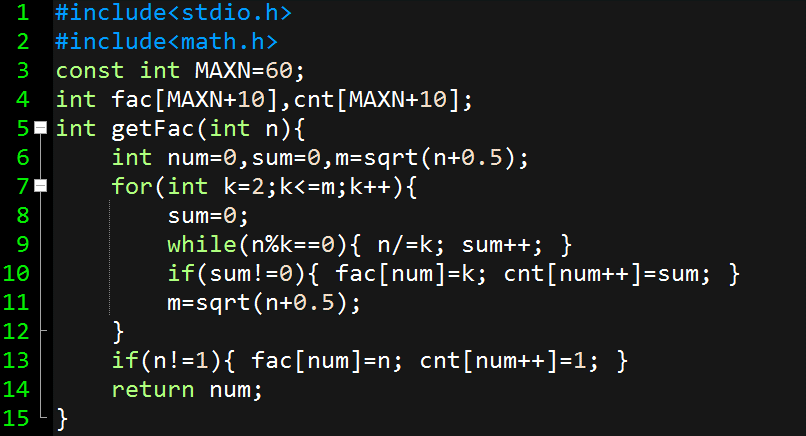 1 #include<stdio.h>
2 #include<math.h>
3 const int MAXN=60;
4 int fac[MAXN+10],cnt[MAXN+10];
5 int getFac(int n){
6     int num=0,sum=0,m=sqrt(n+0.5);
7     for(int k=2;k<=m;k++){
8         sum=0;
9         while(n%k==0){ n/=k; sum++; }
10         if(sum!=0){ fac[num]=k; cnt[num++]=sum; }
11         m=sqrt(n+0.5);
12     }
13     if(n!=1){ fac[num]=n; cnt[num++]=1; }
14     return num;
15 }